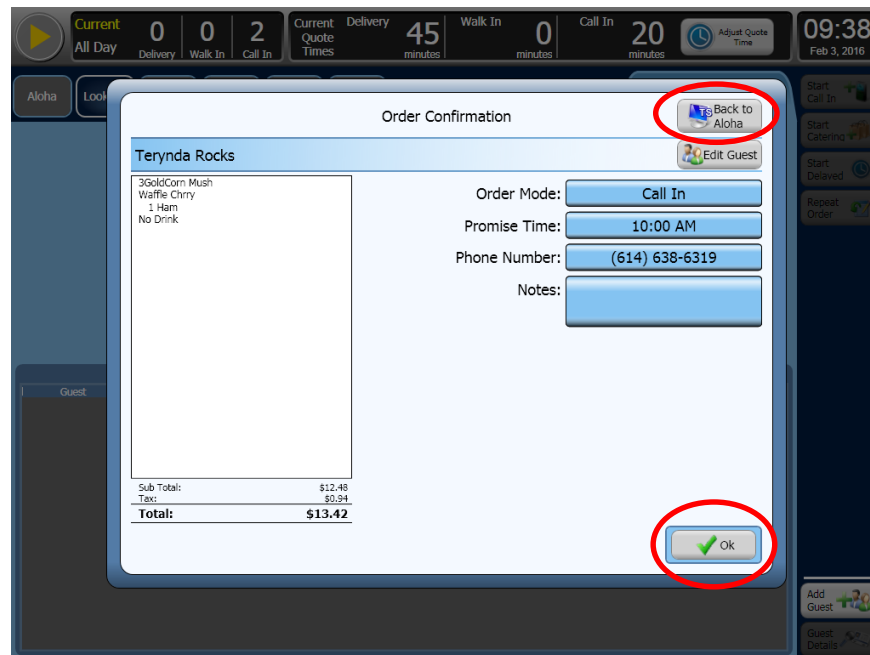 Current
All Day
0
Delivery
0
Walk In
2
Call In
Current
Quote
Times
Delivery
45
minutes
Walk In
0
minutes
Call In
20
minutes
Adjust Quote
Time
09:38
Feb 3, 2016
Aloha
Look
Start
Call In
Start
Catering
Start
Delayed
Repeat
Order
Order Confirmation
TS Back to
Aloha
Terynda Rocks
Edit Guest
3GoldCorn Mush
Waffle Chrry
1 Ham
No Drink
Order Mode: Call In
Promise Time: 10:00 AM
Phone Number: (614) 638-6319
Notes:
Guest
Sub Total: $12.48
Tax: $0.94
Total: $13.42
Ok
Add
Guest
Guest
Details